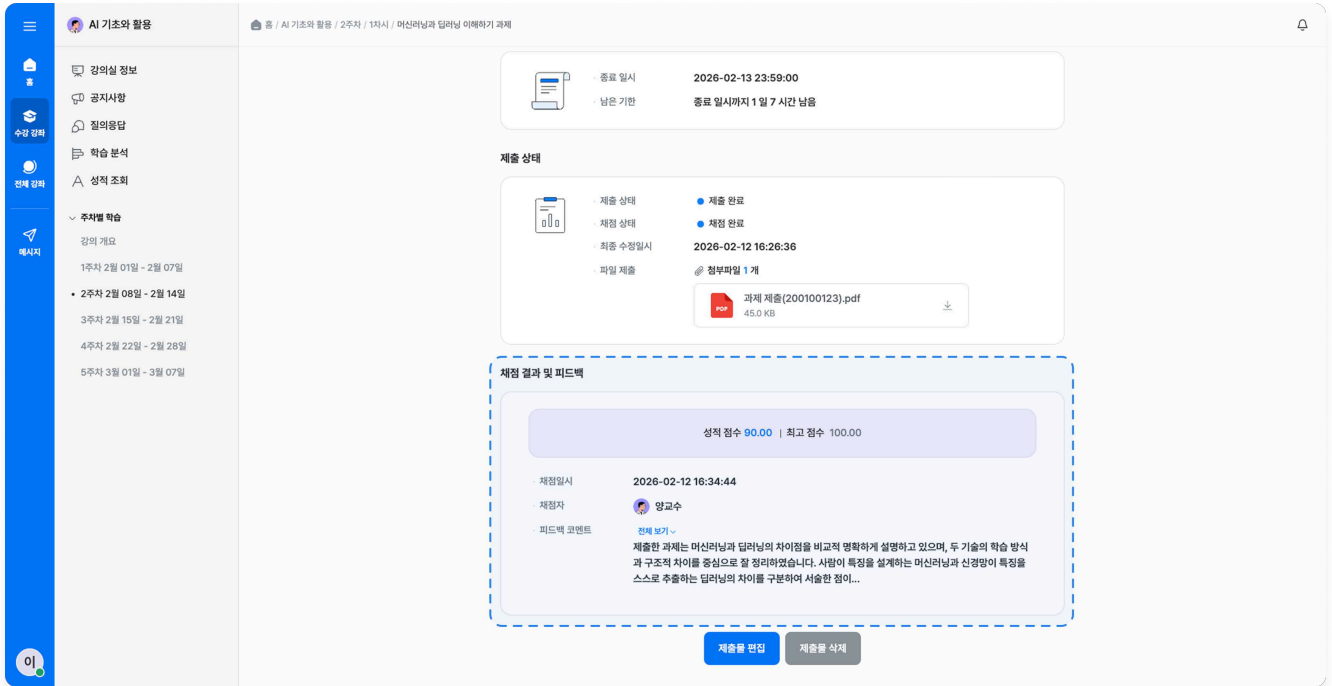 AI 기초와 활용
홈 / AI 기초와 활용 / 2주차 / 1차시 / 머신러닝과 딥러닝 이해하기 과제
홈
수강 강좌
전체 강좌
메시지
이
강의실 정보
공지사항
질의응답
학습 분석
성적 조회
주차별 학습
강의 개요
1주차 2월 01일 - 2월 07일
2주차 2월 08일 - 2월 14일
3주차 2월 15일 - 2월 21일
4주차 2월 22일 - 2월 28일
5주차 3월 01일 - 3월 07일
· 종료 일시 2026-02-13 23:59:00
· 남은 기한 종료 일시까지 1 일 7 시간 남음
제출 상태
· 제출 상태 제출 완료
· 채점 상태 채점 완료
· 최종 수정일시 2026-02-12 16:26:36
· 파일 제출 첨부파일 1 개
PDF
과제 제출(200100123).pdf
45.0 KB
채점 결과 및 피드백
성적 점수 90.00 | 최고 점수 100.00
· 채점일시 2026-02-12 16:34:44
· 채점자 양교수
· 피드백 코멘트 전체 보기
제출한 과제는 머신러닝과 딥러닝의 차이점을 비교적 명확하게 설명하고 있으며, 두 기술의 학습 방식
과 구조적 차이를 중심으로 잘 정리하였습니다. 사람이 특징을 설계하는 머신러닝과 신경망이 특징을
스스로 추출하는 딥러닝의 차이를 구분하여 서술한 점이...
제출물 편집
제출물 삭제